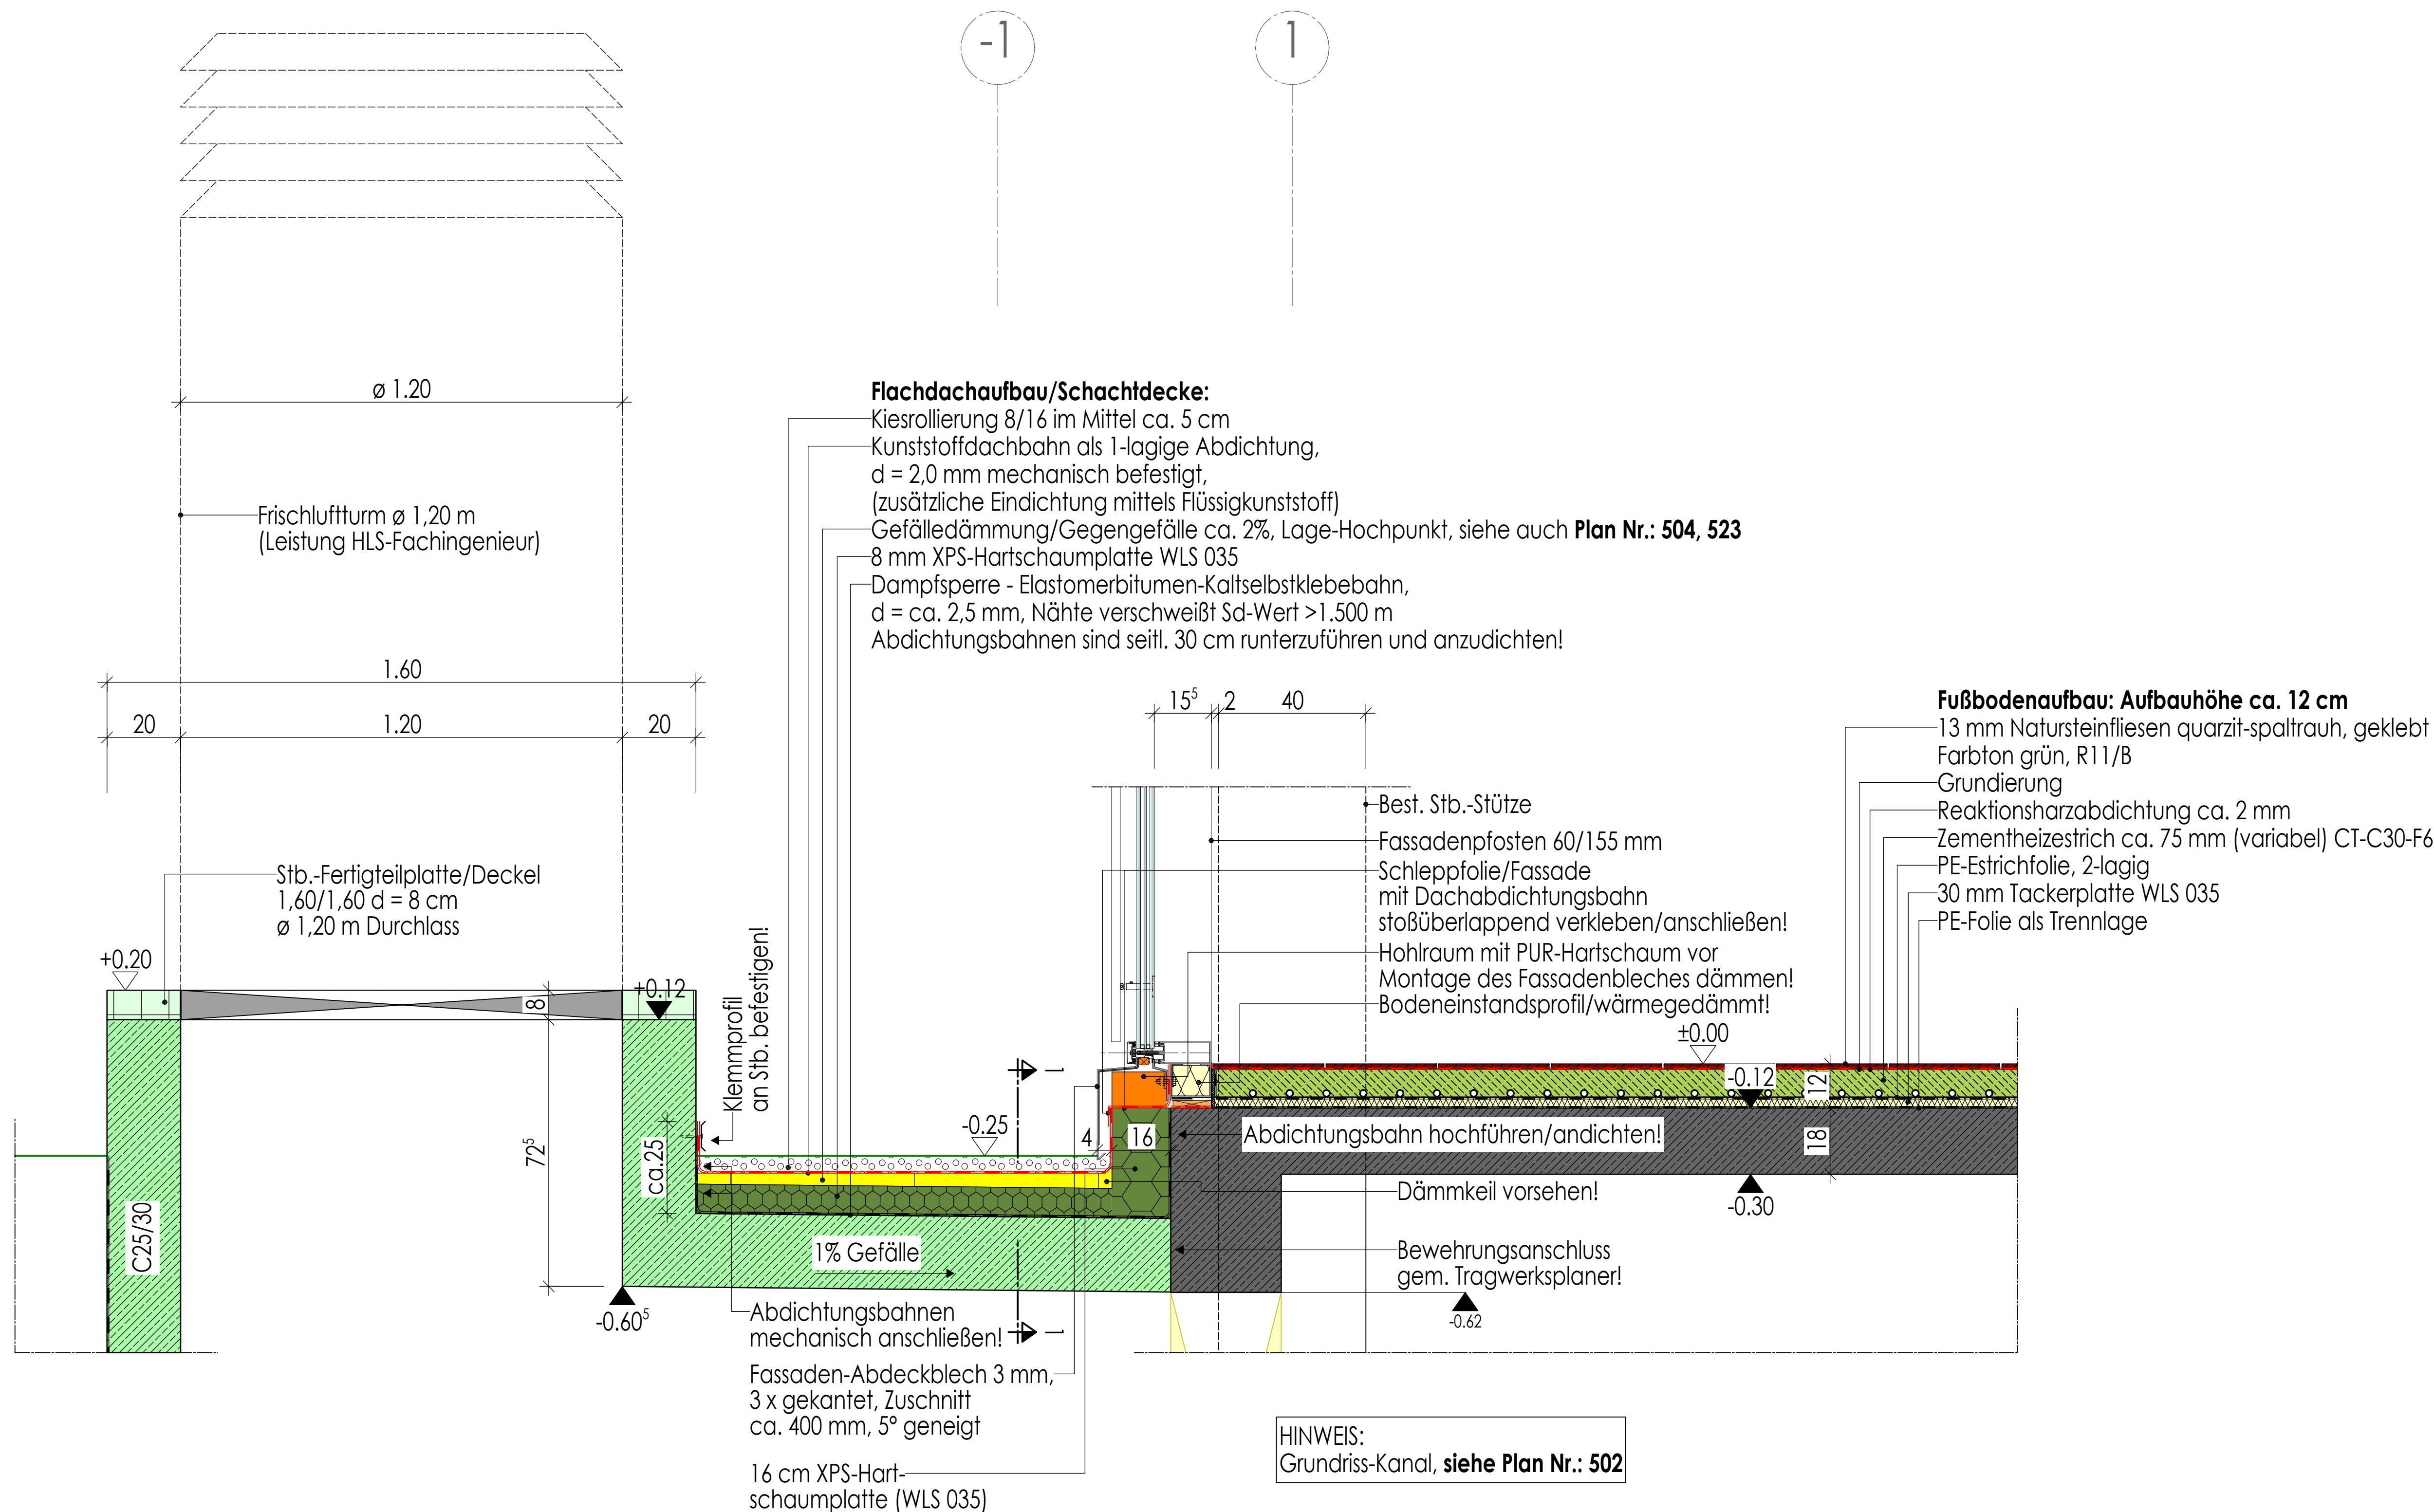 -1
1
ø 1.20
Flachdachaufbau/Schachtdecke:
Kiesrollierung 8/16 im Mittel ca. 5 cm
Kunststoffdachbahn als 1-lagige Abdichtung,
d = 2,0 mm mechanisch befestigt,
(zusätzliche Eindichtung mittels Flüssigkunststoff)
Gefälledämmung/Gegengefälle ca. 2%, Lage-Hochpunkt, siehe auch Plan Nr.: 504, 523
8 mm XPS-Hartschaumplatte WLS 035
Dampfsperre - Elastomerbitumen-Kaltselbstklebebahn,
d = ca. 2,5 mm, Nähte verschweißt Sd-Wert >1.500 m
Abdichtungsbahnen sind seitl. 30 cm runterzuführen und anzudichten!
Frischluftturm ø 1,20 m
(Leistung HLS-Fachingenieur)
1.60
20
1.20
20
15⁵
2
40
Fußbodenaufbau: Aufbauhöhe ca. 12 cm
13 mm Natursteinfliesen quarzit-spaltrauh, geklebt
Farbton grün, R11/B
Grundierung
Reaktionsharzabdichtung ca. 2 mm
Zementheizestrich ca. 75 mm (variabel) CT-C30-F6
PE-Estrichfolie, 2-lagig
30 mm Tackerplatte WLS 035
PE-Folie als Trennlage
Best. Stb.-Stütze
Fassadenpfosten 60/155 mm
Schleppfolie/Fassade
mit Dachabdichtungsbahn
stoßüberlappend verkleben/anschließen!
Hohlraum mit PUR-Hartschaum vor
Montage des Fassadenbleches dämmen!
Bodeneinstandsprofil/wärmegedämmt!
Stb.-Fertigteilplatte/Deckel
1,60/1,60 d = 8 cm
ø 1,20 m Durchlass
+0.20
8
+0.12
Klemmprofil
an Stb. befestigen!
±0.00
-0.12
12
18
-0.25
1
4
16
Abdichtungsbahn hochführen/andichten!
72⁵
ca.25
C25/30
Dämmkeil vorsehen!
-0.30
1% Gefälle
Bewehrungsanschluss
gem. Tragwerksplaner!
-0.60⁵
-0.62
Abdichtungsbahnen
mechanisch anschließen!
1
Fassaden-Abdeckblech 3 mm,
3 x gekantet, Zuschnitt
ca. 400 mm, 5° geneigt
16 cm XPS-Hart-
schaumplatte (WLS 035)
HINWEIS:
Grundriss-Kanal, siehe Plan Nr.: 502